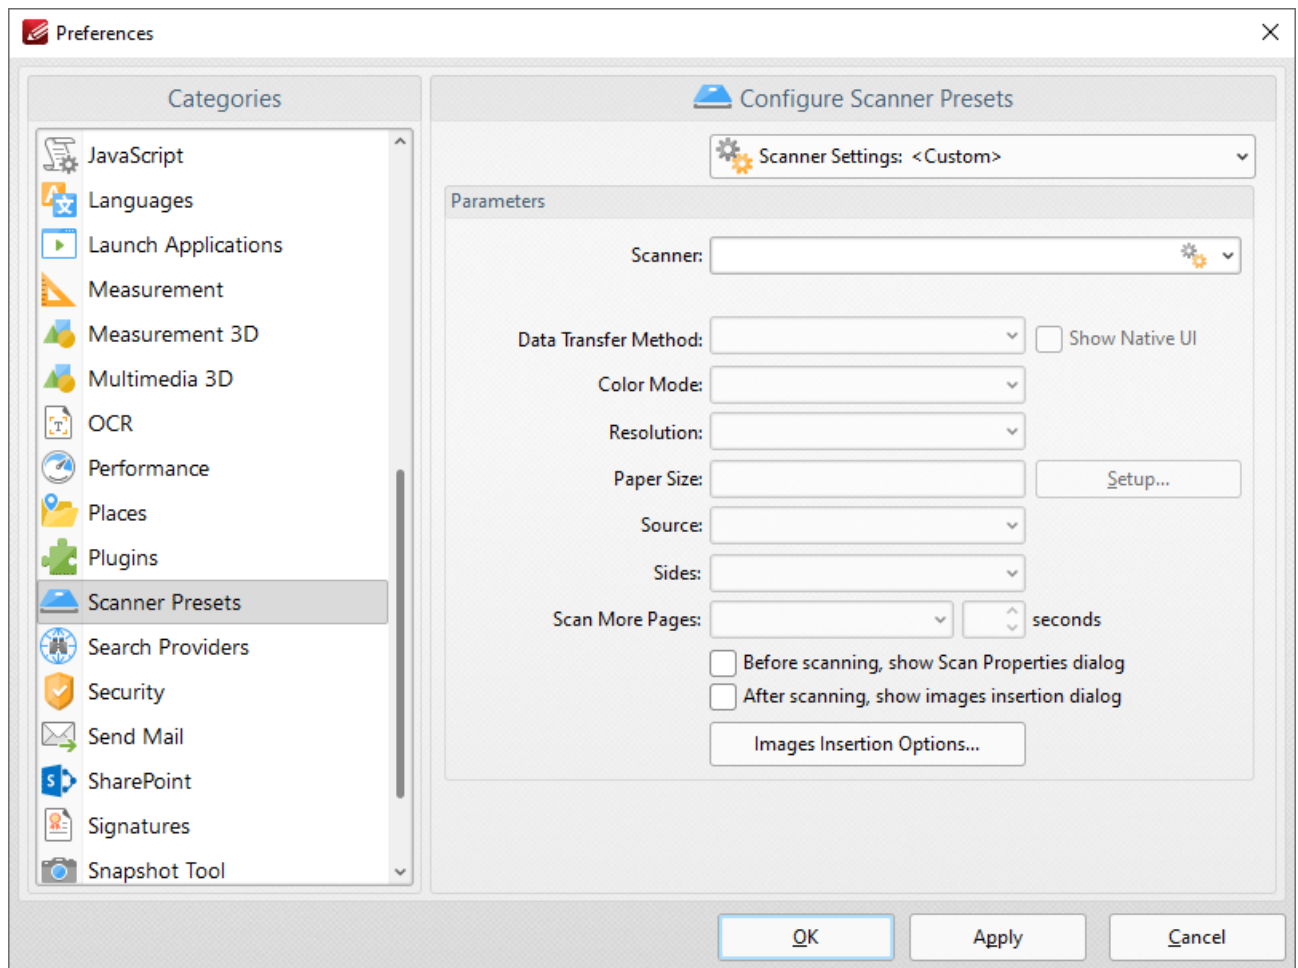 Preferences
Categories
JavaScript
Languages
Launch Applications
Measurement
Measurement 3D
Multimedia 3D
OCR
Performance
Places
Plugins
Scanner Presets
Search Providers
Security
Send Mail
SharePoint
Signatures
Snapshot Tool
Configure Scanner Presets
Scanner Settings: <Custom>
Parameters
Scanner:
Data Transfer Method:
Show Native UI
Color Mode:
Resolution:
Paper Size:
Setup...
Source:
Sides:
Scan More Pages:
seconds
Before scanning, show Scan Properties dialog
After scanning, show images insertion dialog
Images Insertion Options...
OK
Apply
Cancel